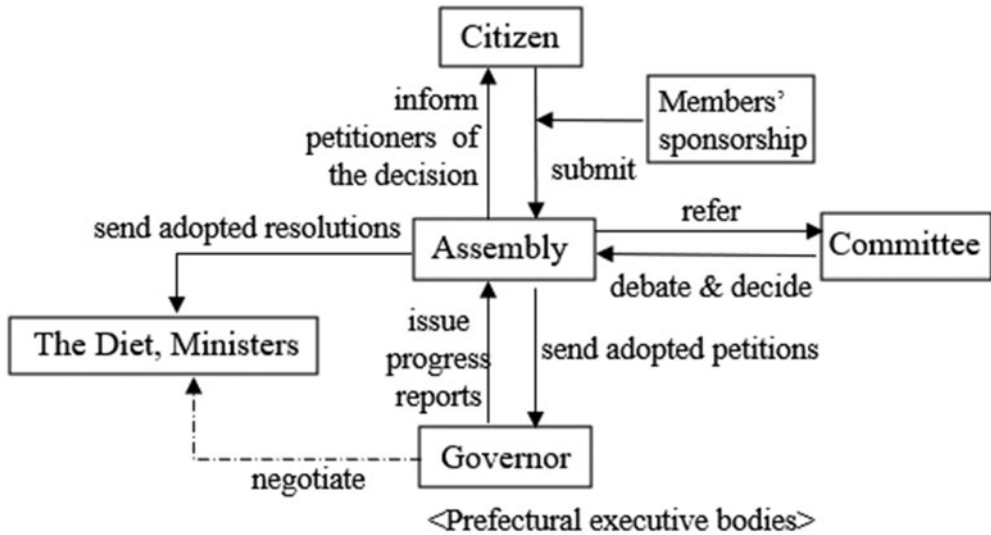 Citizen
inform
petitioners of
the decision
Members’
sponsorship
submit
send adopted resolutions
refer
Assembly
Committee
debate & decide
The Diet, Ministers
issue
progress
reports
send adopted petitions
negotiate
Governor
<Prefectural executive bodies>